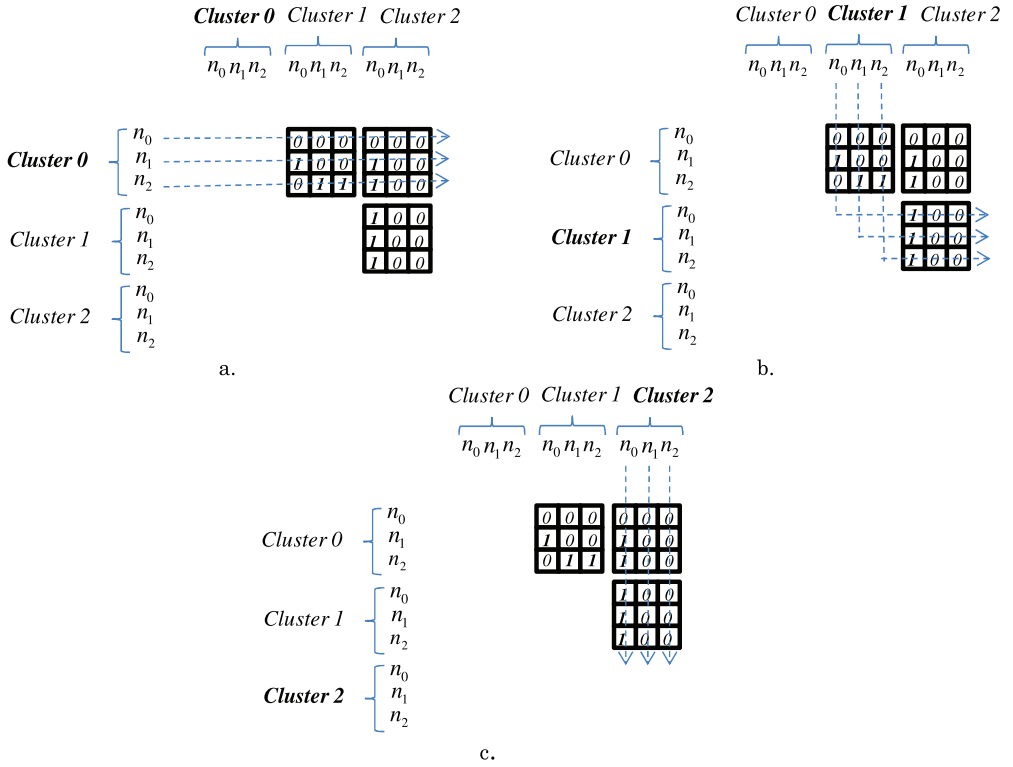 Cluster 0 Cluster 1 Cluster 2
n0 n1 n2 n0 n1 n2 n0 n1 n2
n0 0 0 0 0 0 0
Cluster 0 n1 1 0 0 1 0 0
n2 0 1 1 1 0 0
n0 1 0 0
Cluster 1 n1 1 0 0
n2 1 0 0
n0
Cluster 2 n1
n2
a.
Cluster 0 Cluster 1 Cluster 2
n0 n1 n2 n0 n1 n2 n0 n1 n2
n0 0 0 0 0 0 0
Cluster 0 n1 1 0 0 1 0 0
n2 0 1 1 1 0 0
n0 1 0 0
Cluster 1 n1 1 0 0
n2 1 0 0
n0
Cluster 2 n1
n2
b.
Cluster 0 Cluster 1 Cluster 2
n0 n1 n2 n0 n1 n2 n0 n1 n2
n0 0 0 0 0 0 0
Cluster 0 n1 1 0 0 1 0 0
n2 0 1 1 1 0 0
n0 1 0 0
Cluster 1 n1 1 0 0
n2 1 0 0
n0
Cluster 2 n1
n2
c.